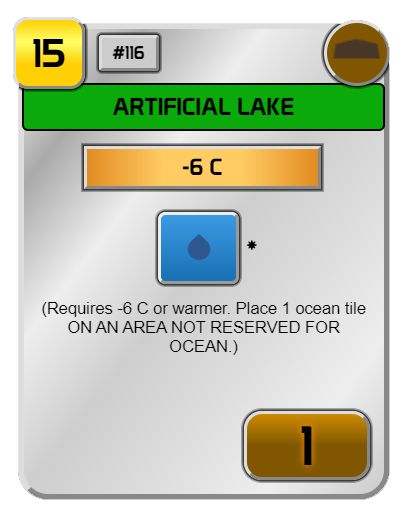 15
#116
ARTIFICIAL LAKE
-6 C
*
(Requires -6 C or warmer. Place 1 ocean tile
ON AN AREA NOT RESERVED FOR
OCEAN.)
1